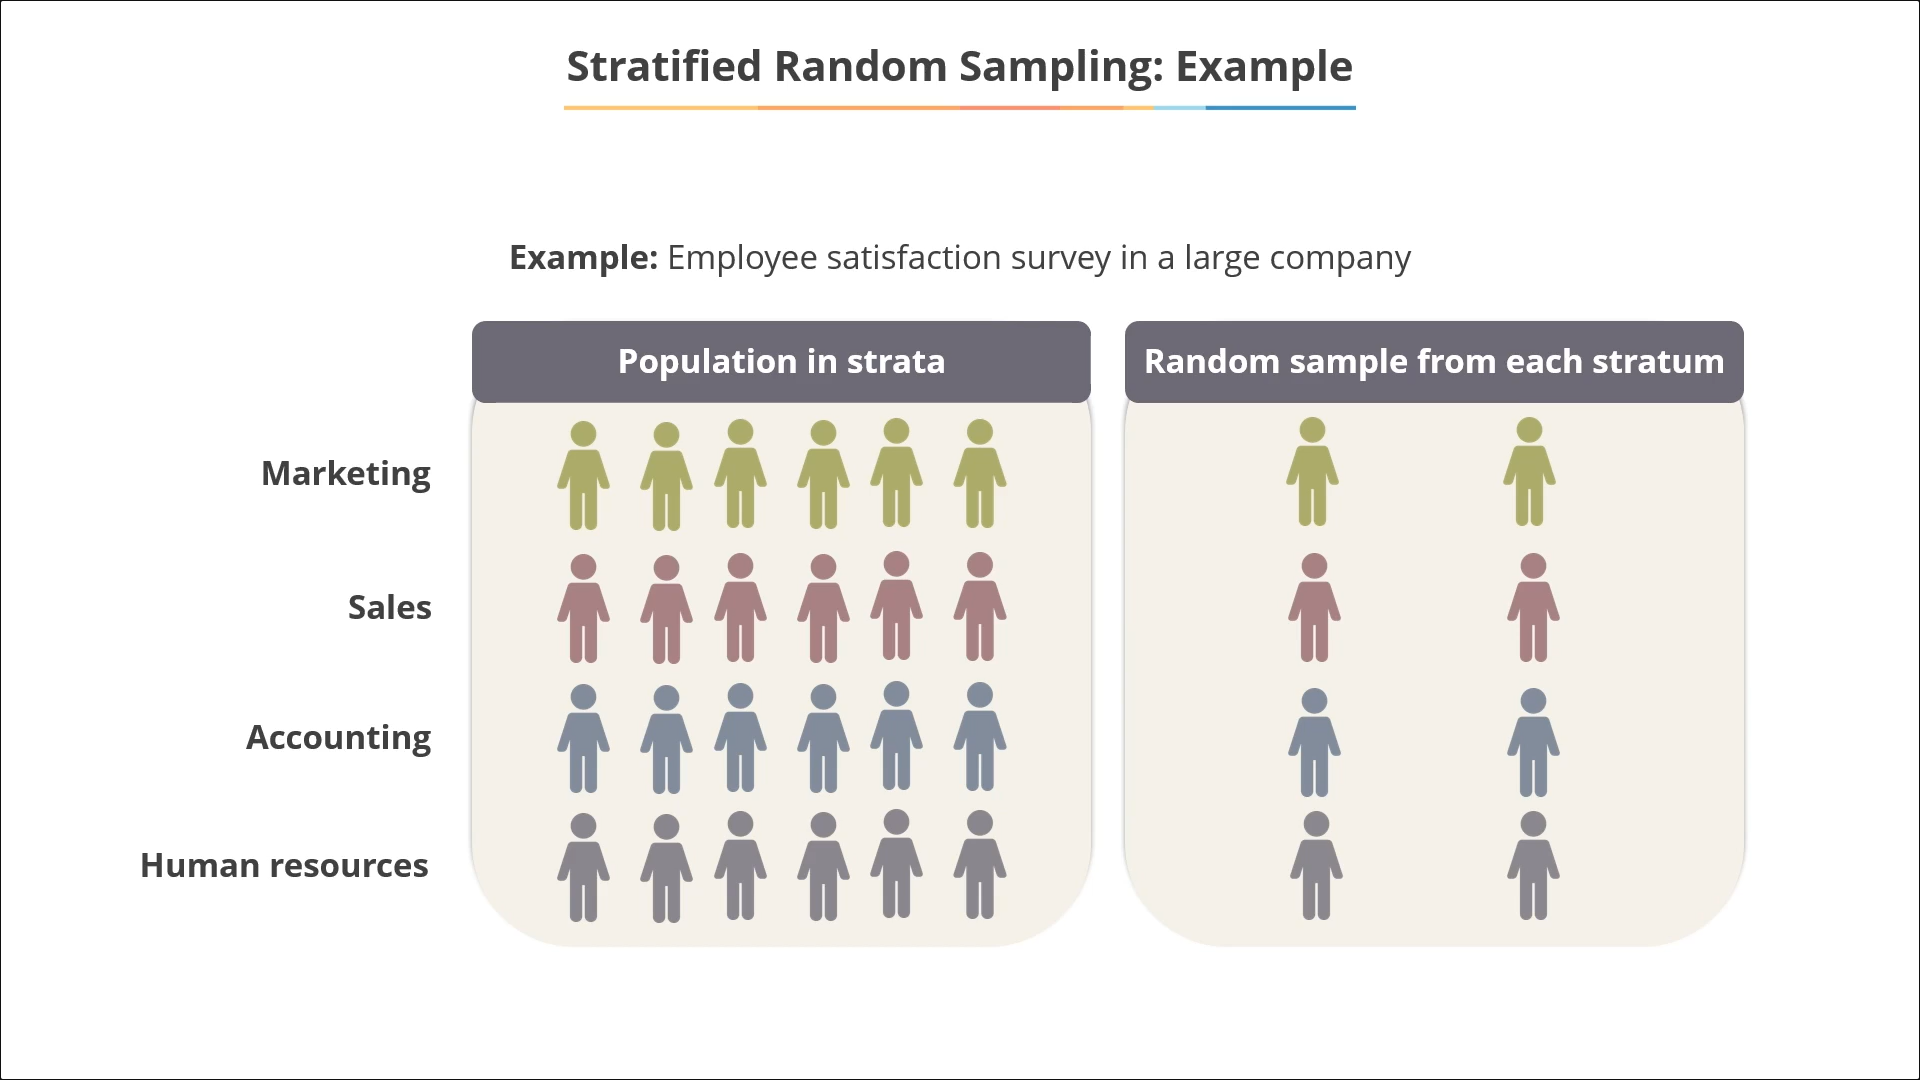 Stratified Random Sampling: Example
Example: Employee satisfaction survey in a large company
Population in strata
Random sample from each stratum
Marketing
Sales
Accounting
Human resources